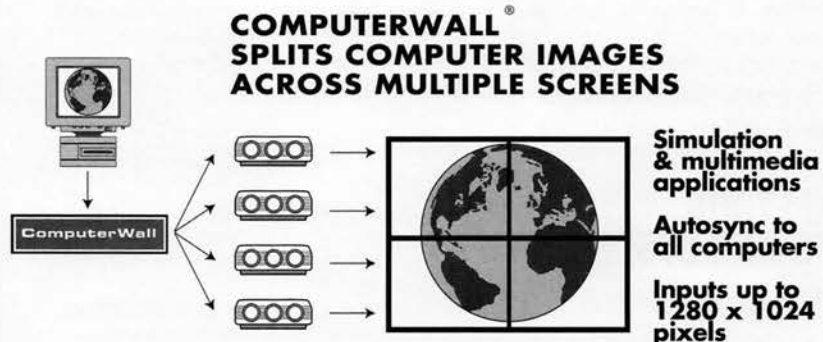 COMPUTERWALL®
SPLITS COMPUTER IMAGES
ACROSS MULTIPLE SCREENS
ComputerWall
Simulation
& multimedia
applications
Autosync to
all computers
Inputs up to
1280 x 1024
pixels